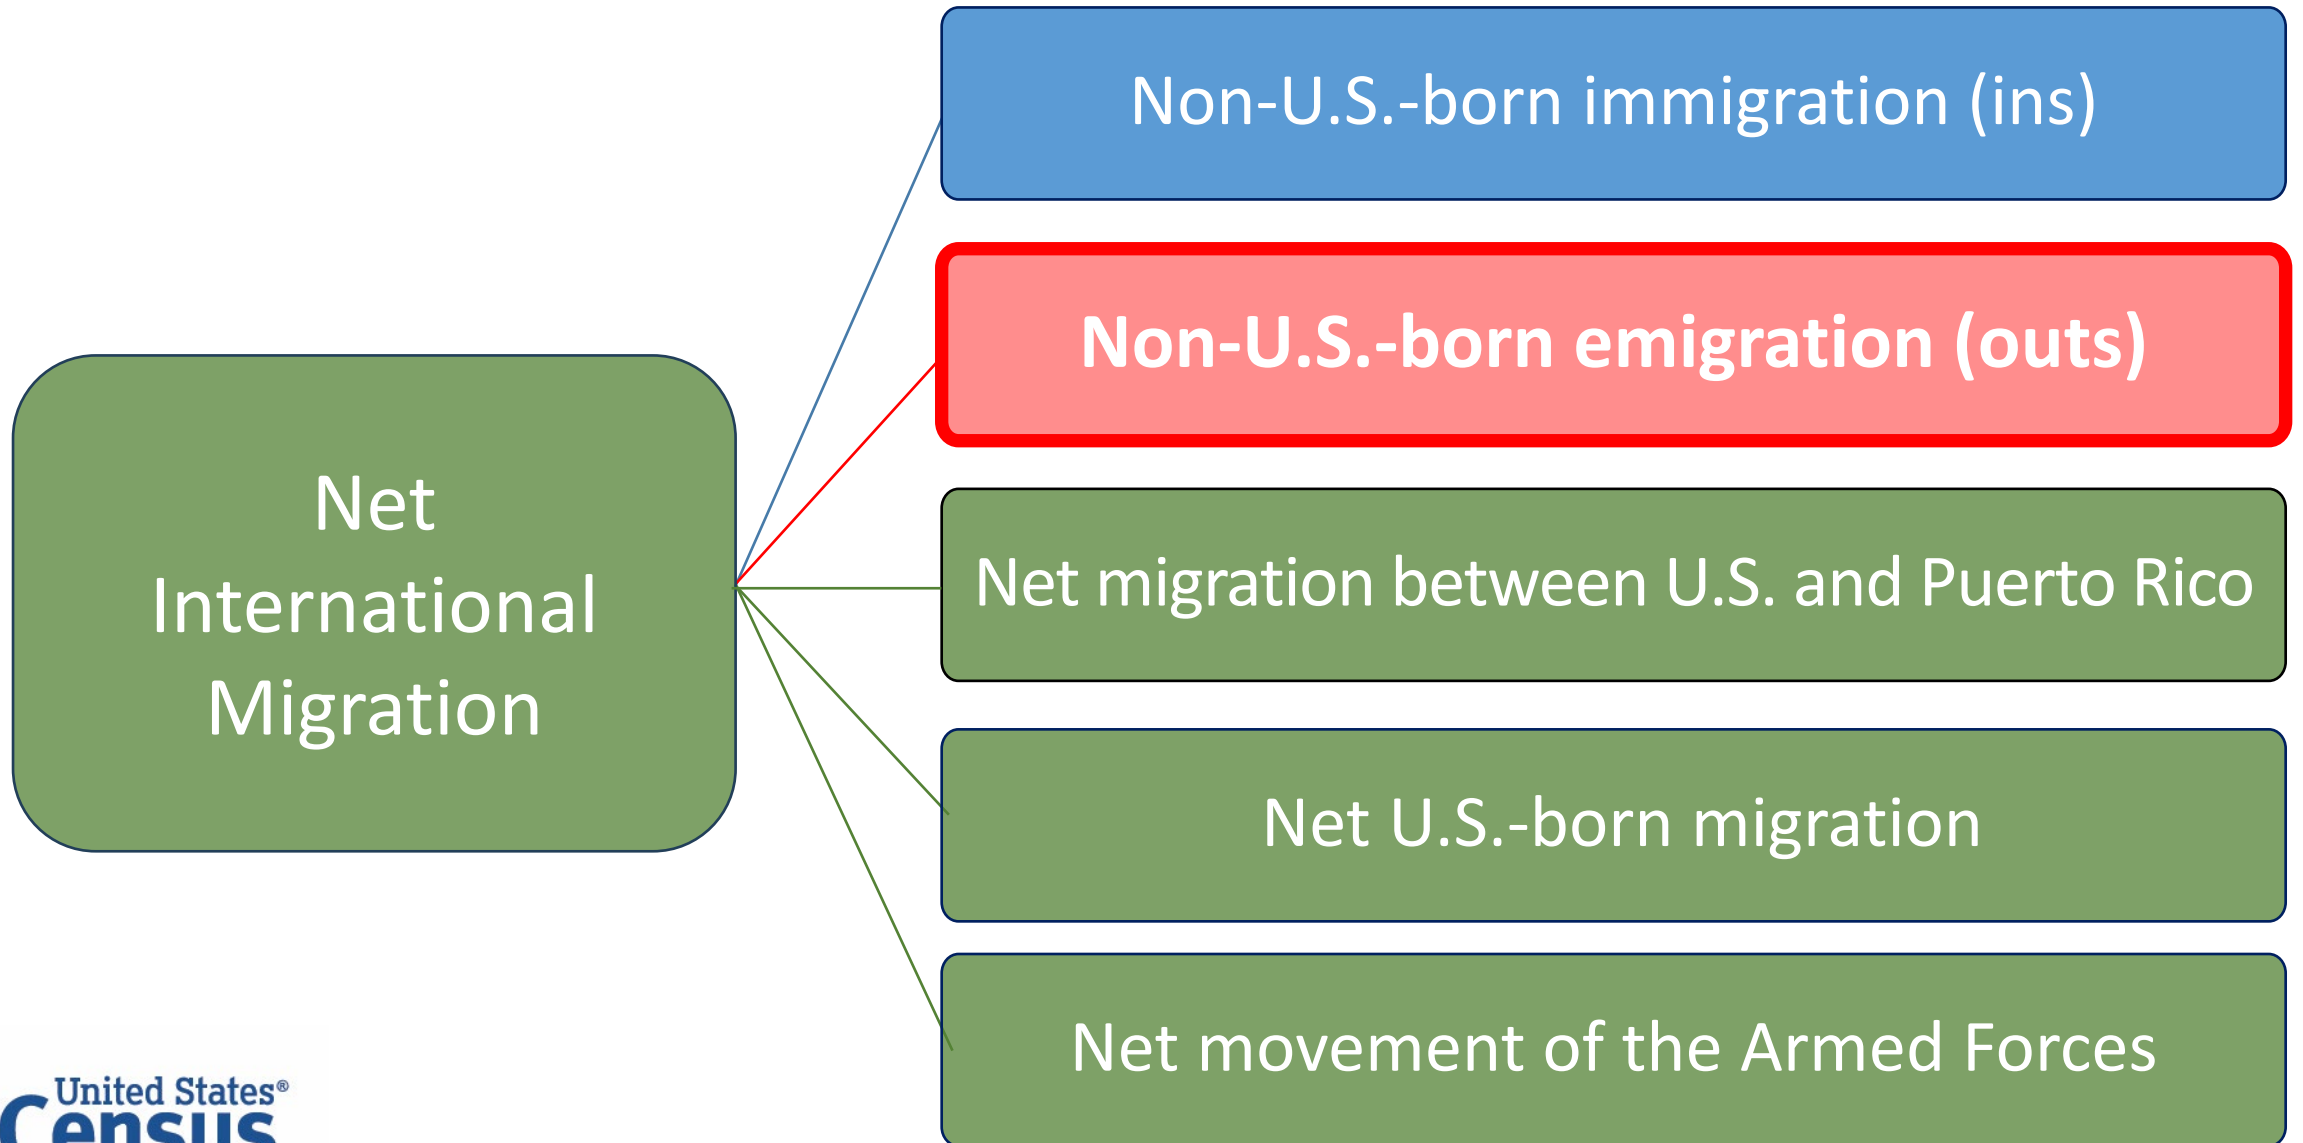 Non-U.S.-born immigration (ins)
Non-U.S.-born emigration (outs)
Net
International
Migration
Net migration between U.S. and Puerto Rico
Net U.S.-born migration
Net movement of the Armed Forces
United States®
Census